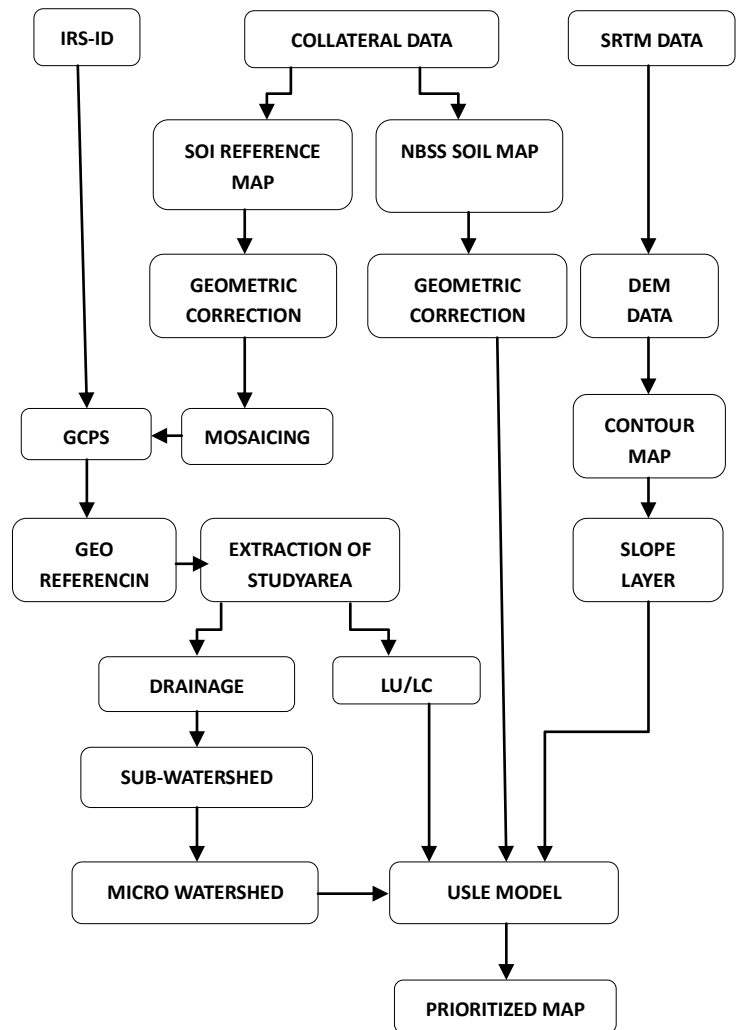 IRS-ID
COLLATERAL DATA
SRTM DATA
SOI REFERENCE
MAP
NBSS SOIL MAP
GEOMETRIC
CORRECTION
GEOMETRIC
CORRECTION
DEM
DATA
GCPS
MOSAICING
CONTOUR
MAP
GEO
REFERENCIN
EXTRACTION OF
STUDYAREA
SLOPE
LAYER
DRAINAGE
LU/LC
SUB-WATERSHED
MICRO WATERSHED
USLE MODEL
PRIORITIZED MAP